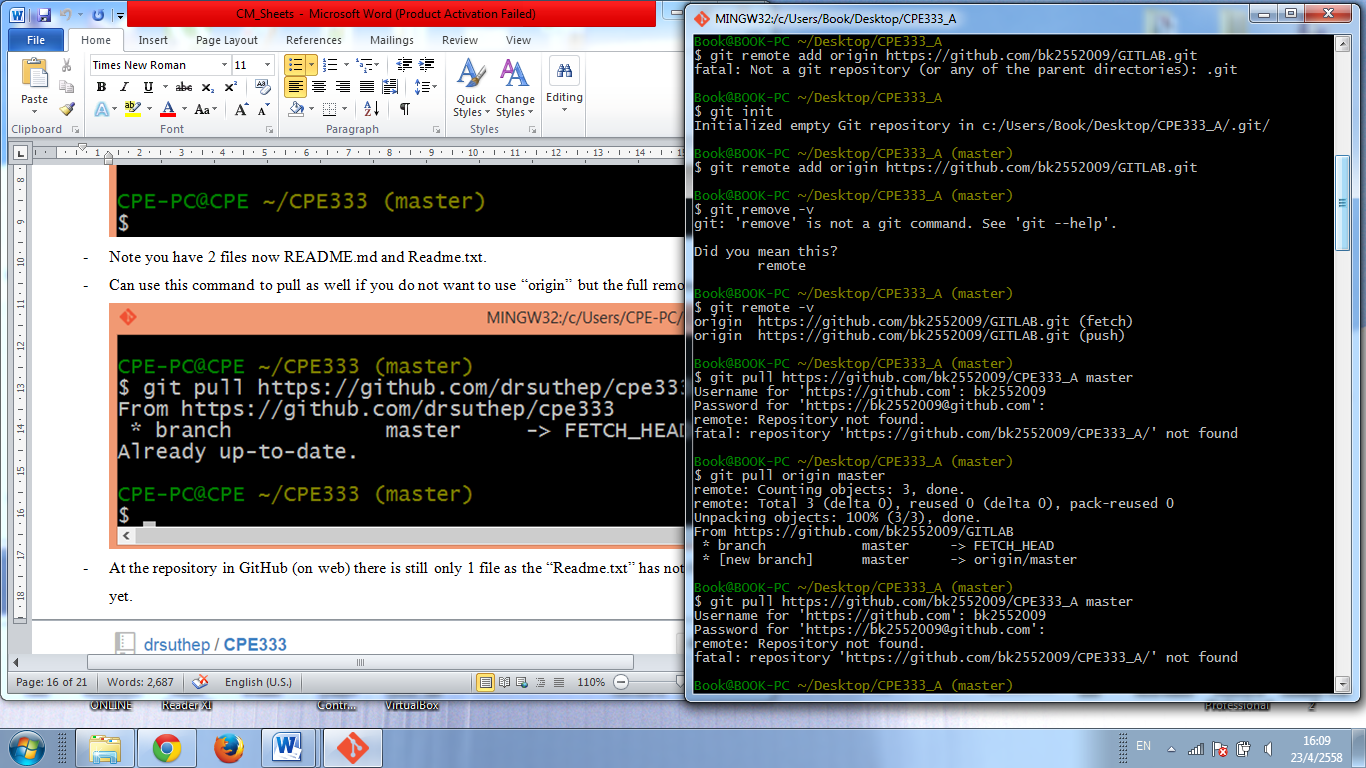 CM_Sheets - Microsoft Word (Product Activation Failed)
File Home Insert Page Layout References Mailings Review View
Times New Roman 11
Paste
Quick Styles
Change Styles
Editing
Clipboard Font Paragraph Styles
1 1 2 3 4 5 6 7 8 9 10 11 12 13 14 15
CPE-PC@CPE ~/CPE333 (master)
$
- Note you have 2 files now README.md and Readme.txt.
- Can use this command to pull as well if you do not want to use “origin” but the full remo
MINGW32:/c/Users/CPE-PC/
CPE-PC@CPE ~/CPE333 (master)
$ git pull https://github.com/drsuthep/cpe333
From https://github.com/drsuthep/cpe333
* branch master -> FETCH_HEAD
Already up-to-date.
CPE-PC@CPE ~/CPE333 (master)
$
- At the repository in GitHub (on web) there is still only 1 file as the “Readme.txt” has not
yet.
drsuthep / CPE333
Page: 16 of 21 Words: 2,687 English (U.S.) 110%
MINGW32:/c/Users/Book/Desktop/CPE333_A
Book@BOOK-PC ~/Desktop/CPE333_A
$ git remote add origin https://github.com/bk2552009/GITLAB.git
fatal: Not a git repository (or any of the parent directories): .git
Book@BOOK-PC ~/Desktop/CPE333_A
$ git init
Initialized empty Git repository in c:/Users/Book/Desktop/CPE333_A/.git/
Book@BOOK-PC ~/Desktop/CPE333_A (master)
$ git remote add origin https://github.com/bk2552009/GITLAB.git
Book@BOOK-PC ~/Desktop/CPE333_A (master)
$ git remove -v
git: 'remove' is not a git command. See 'git --help'.
Did you mean this?
remote
Book@BOOK-PC ~/Desktop/CPE333_A (master)
$ git remote -v
origin https://github.com/bk2552009/GITLAB.git (fetch)
origin https://github.com/bk2552009/GITLAB.git (push)
Book@BOOK-PC ~/Desktop/CPE333_A (master)
$ git pull https://github.com/bk2552009/CPE333_A master
Username for 'https://github.com': bk2552009
Password for 'https://bk2552009@github.com':
remote: Repository not found.
fatal: repository 'https://github.com/bk2552009/CPE333_A/' not found
Book@BOOK-PC ~/Desktop/CPE333_A (master)
$ git pull origin master
remote: Counting objects: 3, done.
remote: Total 3 (delta 0), reused 0 (delta 0), pack-reused 0
Unpacking objects: 100% (3/3), done.
From https://github.com/bk2552009/GITLAB
* branch master -> FETCH_HEAD
* [new branch] master -> origin/master
Book@BOOK-PC ~/Desktop/CPE333_A (master)
$ git pull https://github.com/bk2552009/CPE333_A master
Username for 'https://github.com': bk2552009
Password for 'https://bk2552009@github.com':
remote: Repository not found.
fatal: repository 'https://github.com/bk2552009/CPE333_A/' not found
Book@BOOK-PC ~/Desktop/CPE333_A (master)
ONLINE Reader XI Contr... VirtualBox Professional 2
EN 16:09
23/4/2558